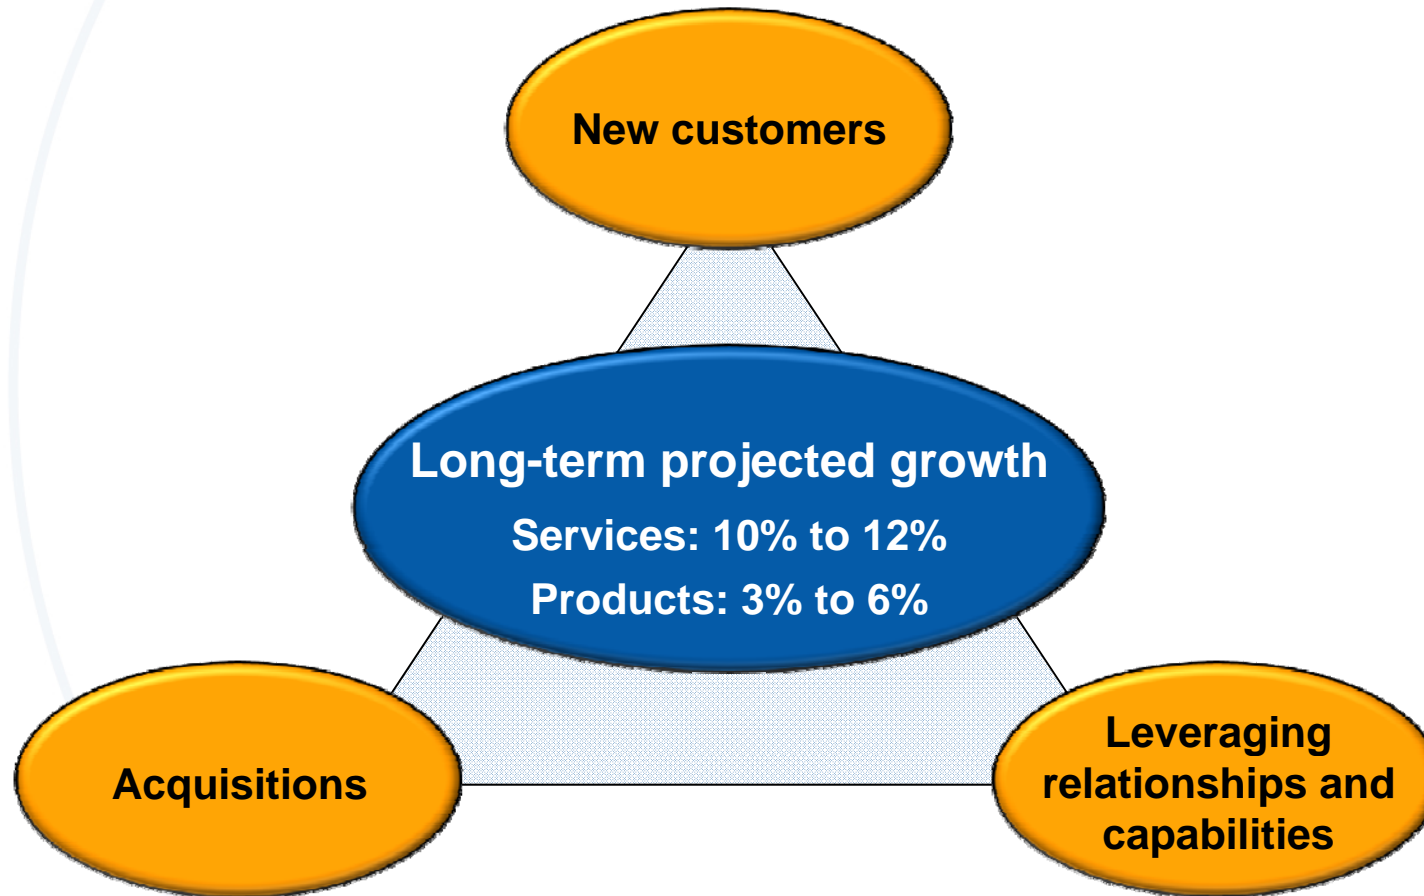 New customers
Long-term projected growth
Services: 10% to 12%
Products: 3% to 6%
Acquisitions
Leveraging
relationships and
capabilities